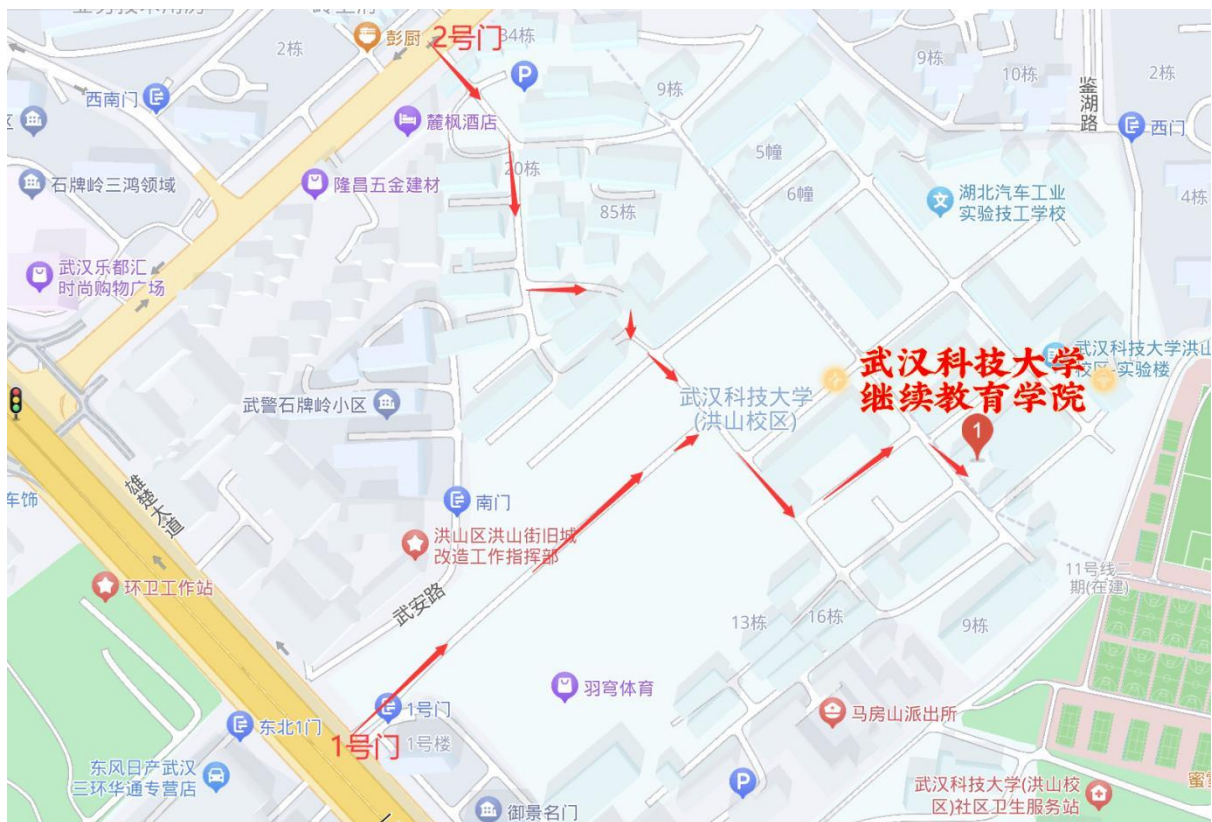 2栋
彭厨
2号门
34栋
P
9栋
9栋
10栋
鉴湖路
2栋
西南门
麓枫酒店
西门
5幢
石牌岭三鸿领域
隆昌五金建材
20栋
6幢
湖北汽车工业
实验技工学校
4栋
文
85栋
武汉乐都汇
时尚购物广场
武汉科技大学
继续教育学院
武汉科技大学洪山
校区-实验楼
武警石牌岭小区
武汉科技大学
(洪山校区)
1
车饰
雄楚大道
南门
洪山区洪山街旧城
改造工作指挥部
环卫工作站
武安路
11号线二
期(在建)
13栋
16栋
9栋
羽穹体育
1号门
东北1门
1号门
1号楼
马房山派出所
东风日产武汉
三环华通专营店
P
武汉科技大学(洪山校
区)社区卫生服务站
御景名门